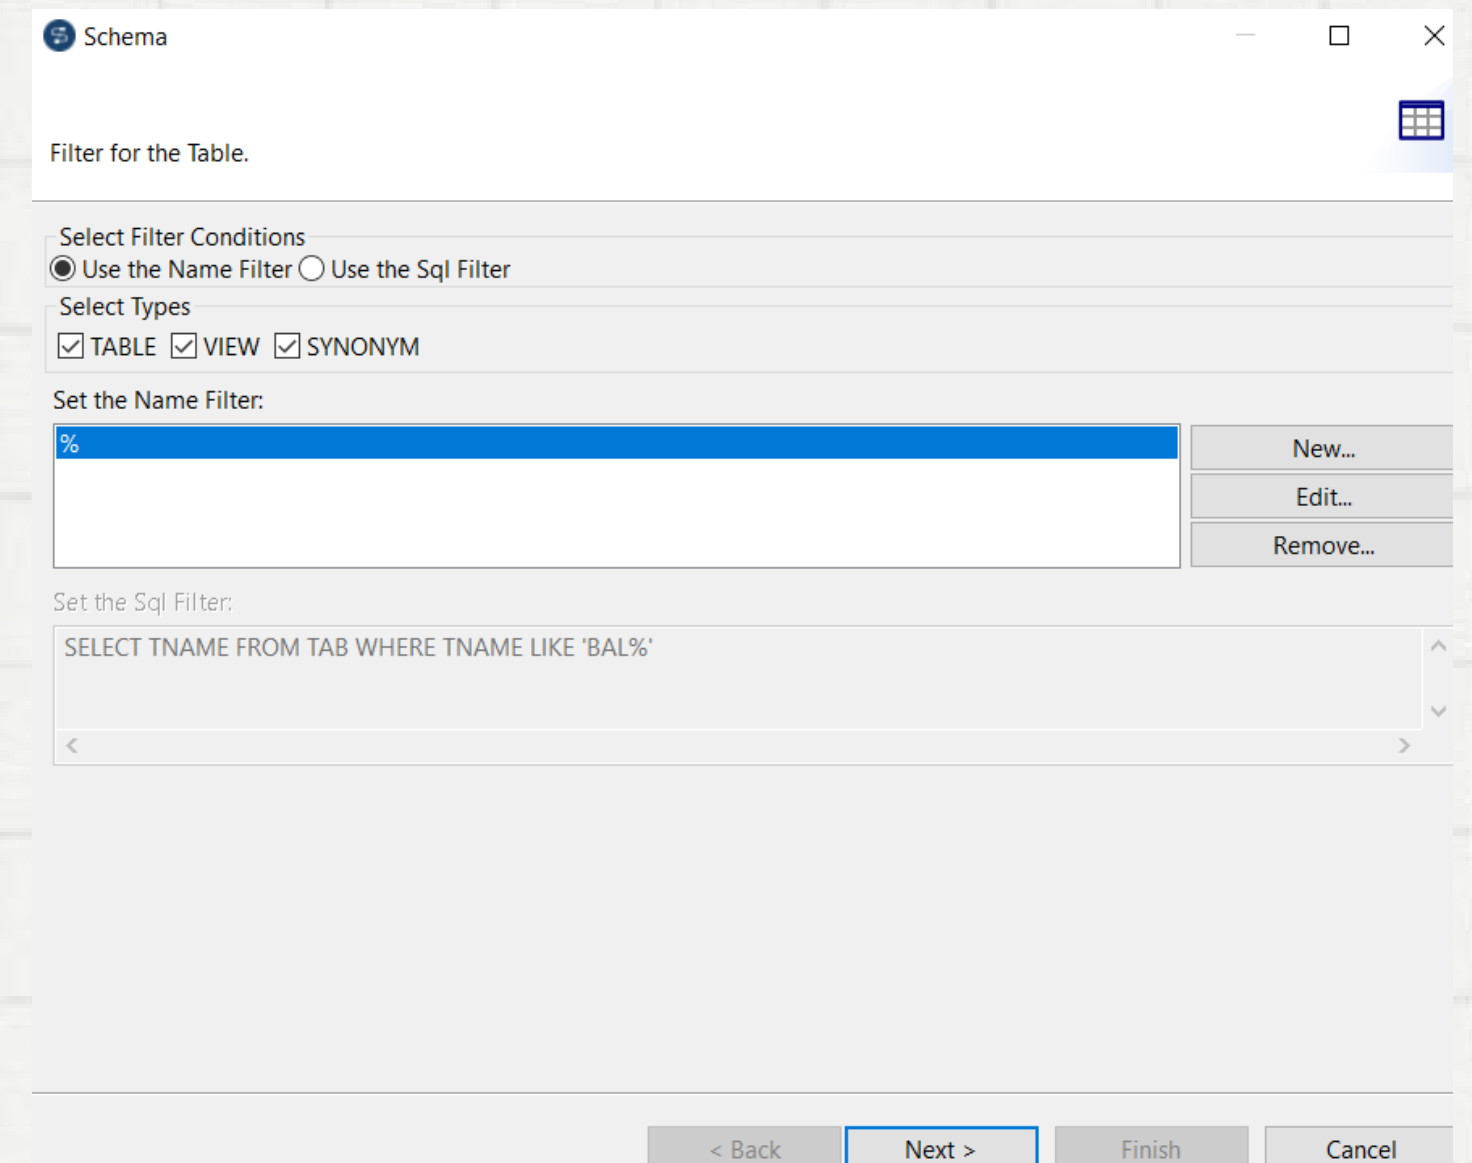 Schema
Filter for the Table.
Select Filter Conditions
Use the Name Filter Use the Sql Filter
Select Types
TABLE VIEW SYNONYM
Set the Name Filter:
%
New...
Edit...
Remove...
Set the Sql Filter:
SELECT TNAME FROM TAB WHERE TNAME LIKE 'BAL%'
< Back Next > Finish Cancel